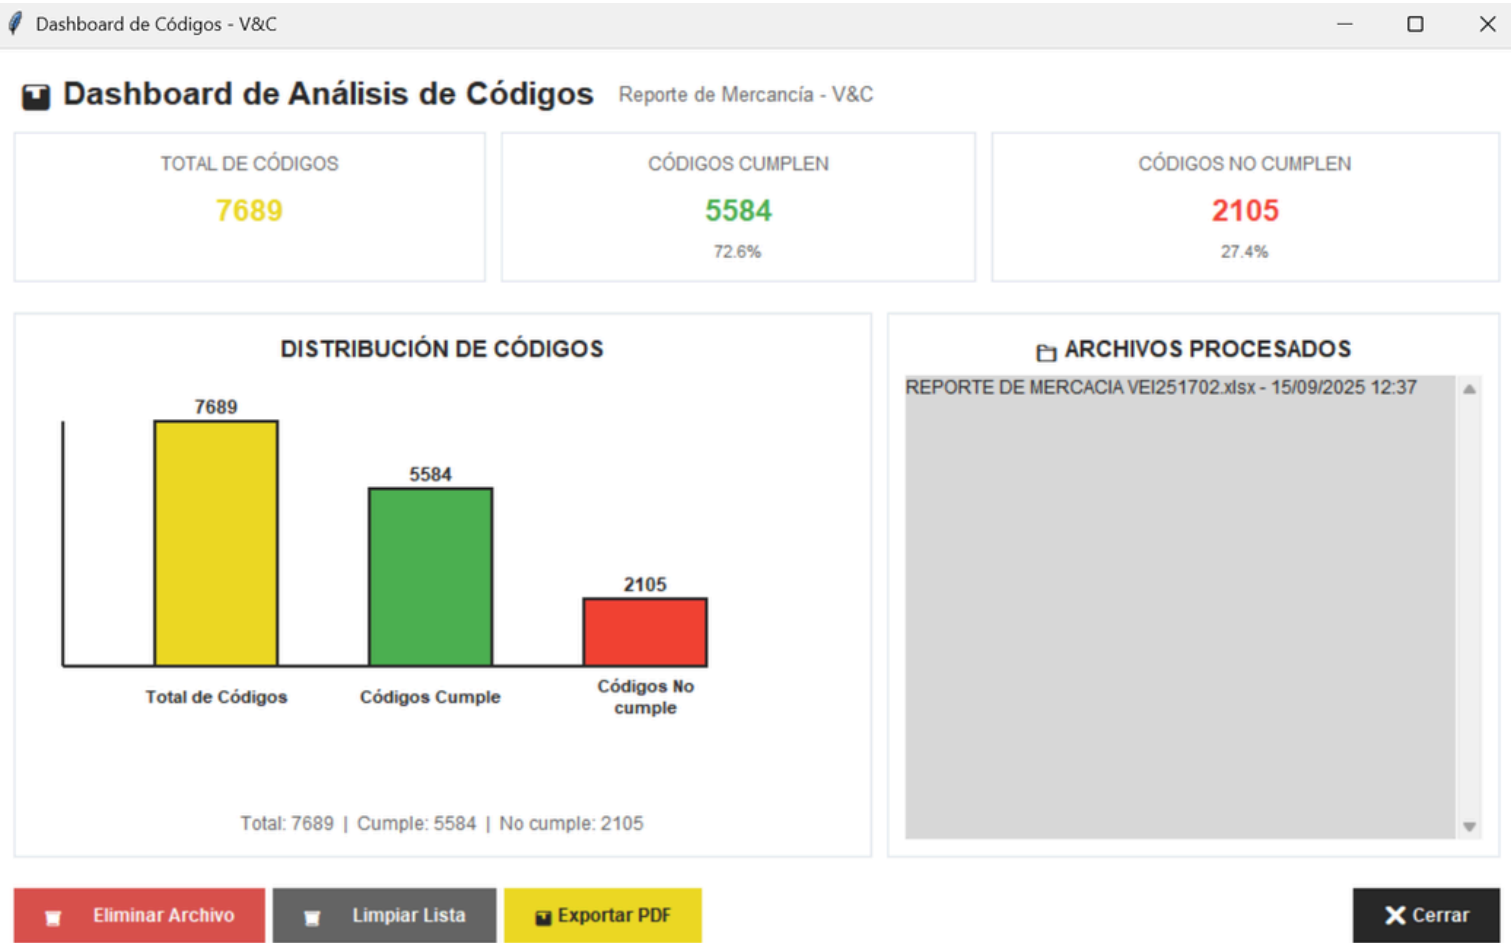 Dashboard de Códigos - V&C
Dashboard de Análisis de Códigos Reporte de Mercancía - V&C
TOTAL DE CÓDIGOS
7689
CÓDIGOS CUMPLEN
5584
72.6%
CÓDIGOS NO CUMPLEN
2105
27.4%
DISTRIBUCIÓN DE CÓDIGOS
7689
5584
2105
Total de Códigos
Códigos Cumple
Códigos No
cumple
Total: 7689 | Cumple: 5584 | No cumple: 2105
ARCHIVOS PROCESADOS
REPORTE DE MERCACIA VEI251702.xlsx - 15/09/2025 12:37
Eliminar Archivo
Limpiar Lista
Exportar PDF
Cerrar